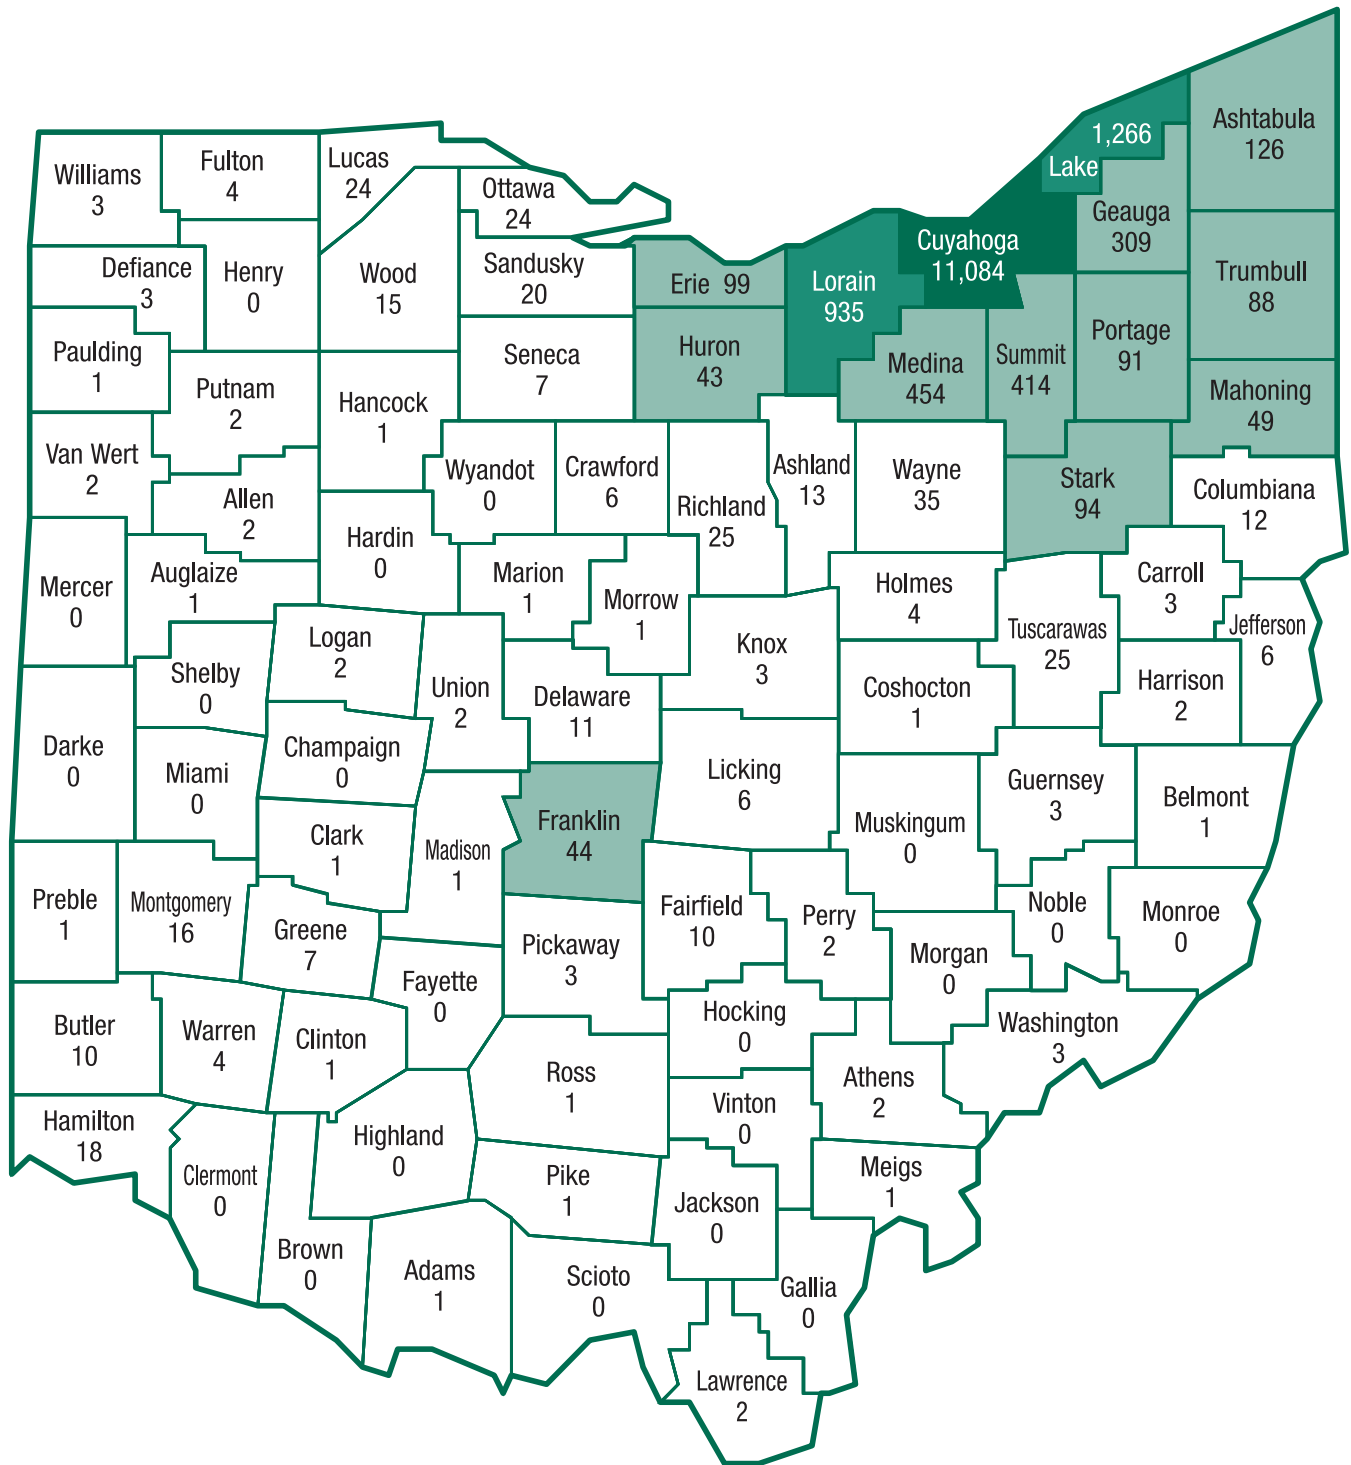 Williams
3
Fulton
4
Lucas
24
Ottawa
24
1,266
Lake
Ashtabula
126
Defiance
3
Henry
0
Wood
15
Sandusky
20
Erie 99
Lorain
935
Cuyahoga
11,084
Geauga
309
Trumbull
88
Paulding
1
Putnam
2
Hancock
1
Seneca
7
Huron
43
Medina
454
Summit
414
Portage
91
Mahoning
49
Van Wert
2
Allen
2
Wyandot
0
Crawford
6
Richland
25
Ashland
13
Wayne
35
Stark
94
Columbiana
12
Mercer
0
Auglaize
1
Hardin
0
Marion
1
Morrow
1
Holmes
4
Tuscarawas
25
Carroll
3
Jefferson
6
Shelby
0
Logan
2
Union
2
Delaware
11
Knox
3
Coshocton
1
Harrison
2
Darke
0
Miami
0
Champaign
0
Licking
6
Muskingum
0
Guernsey
3
Belmont
1
Clark
1
Madison
1
Franklin
44
Preble
1
Montgomery
16
Greene
7
Fayette
0
Pickaway
3
Fairfield
10
Perry
2
Morgan
0
Noble
0
Monroe
0
Butler
10
Warren
4
Clinton
1
Ross
1
Hocking
0
Athens
2
Washington
3
Hamilton
18
Clermont
0
Highland
0
Pike
1
Vinton
0
Jackson
0
Meigs
1
Brown
0
Adams
1
Scioto
0
Gallia
0
Lawrence
2